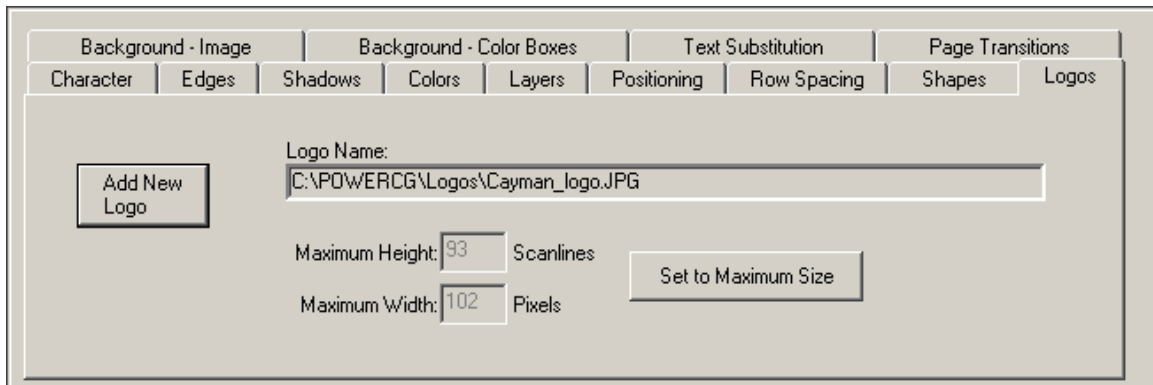 Background - Image Background - Color Boxes Text Substitution Page Transitions
Character Edges Shadows Colors Layers Positioning Row Spacing Shapes Logos
Logo Name:
Add New
Logo
C:\POWERCG\Logos\Cayman_logo.JPG
Maximum Height: 93 Scanlines
Set to Maximum Size
Maximum Width: 102 Pixels